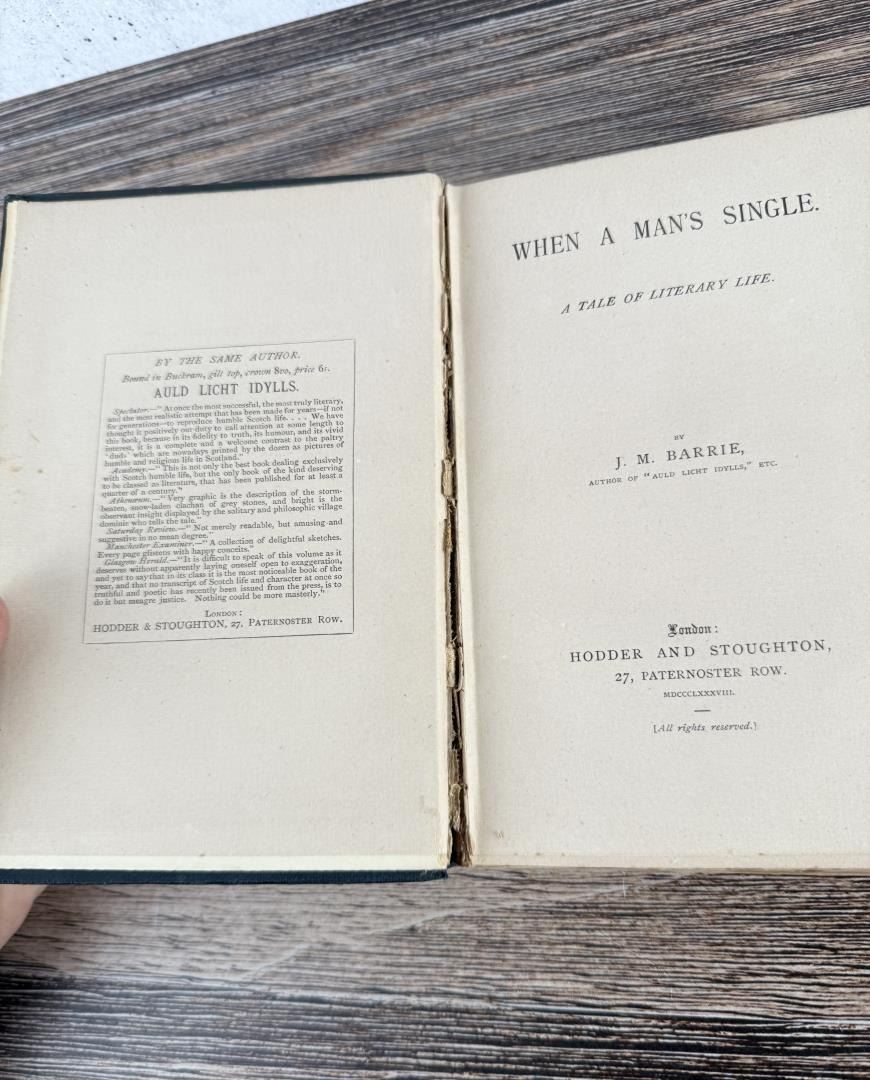 BY THE SAME AUTHOR.
Bound in Buckram, gilt top, crown 8vo, price 6s.
AULD LICHT IDYLLS.
Spectator.—"At once the most successful, the most truly literary,
and the most realistic attempt that has been made for years—if not
for generations—to reproduce humble Scotch life. . . . We have
thought it positively our duty to call attention at some length to
this book, because in its fidelity to truth, its humour, and its vivid
interest, it is a complete and a welcome contrast to the paltry
'duds' which are nowadays printed by the dozen as pictures of
humble and religious life in Scotland."
Academy.—"This is not only the best book dealing exclusively
with Scotch humble life, but the only book of the kind deserving
to be classed as literature, that has been published for at least a
quarter of a century."
Athenæum.—"Very graphic is the description of the storm-
beaten, snow-laden clachan of grey stones, and bright is the
observant insight displayed by the solitary and philosophic village
dominie who tells the tale."
Saturday Review.—"Not merely readable, but amusing and
suggestive in no mean degree."
Manchester Examiner.—"A collection of delightful sketches.
Every page glistens with happy conceits."
Glasgow Herald.—"It is difficult to speak of this volume as it
deserves without apparently laying oneself open to exaggeration,
and yet to say that in its class it is the most noticeable book of the
year, and that no transcript of Scotch life and character at once so
truthful and poetic has recently been issued from the press, is to
do it but meagre justice. Nothing could be more masterly."
LONDON:
HODDER & STOUGHTON, 27, PATERNOSTER ROW.
WHEN A MAN'S SINGLE.
A TALE OF LITERARY LIFE.
BY
J. M. BARRIE,
AUTHOR OF "AULD LICHT IDYLLS," ETC.
London:
HODDER AND STOUGHTON,
27, PATERNOSTER ROW.
MDCCCLXXXVIII.
[All rights reserved.]